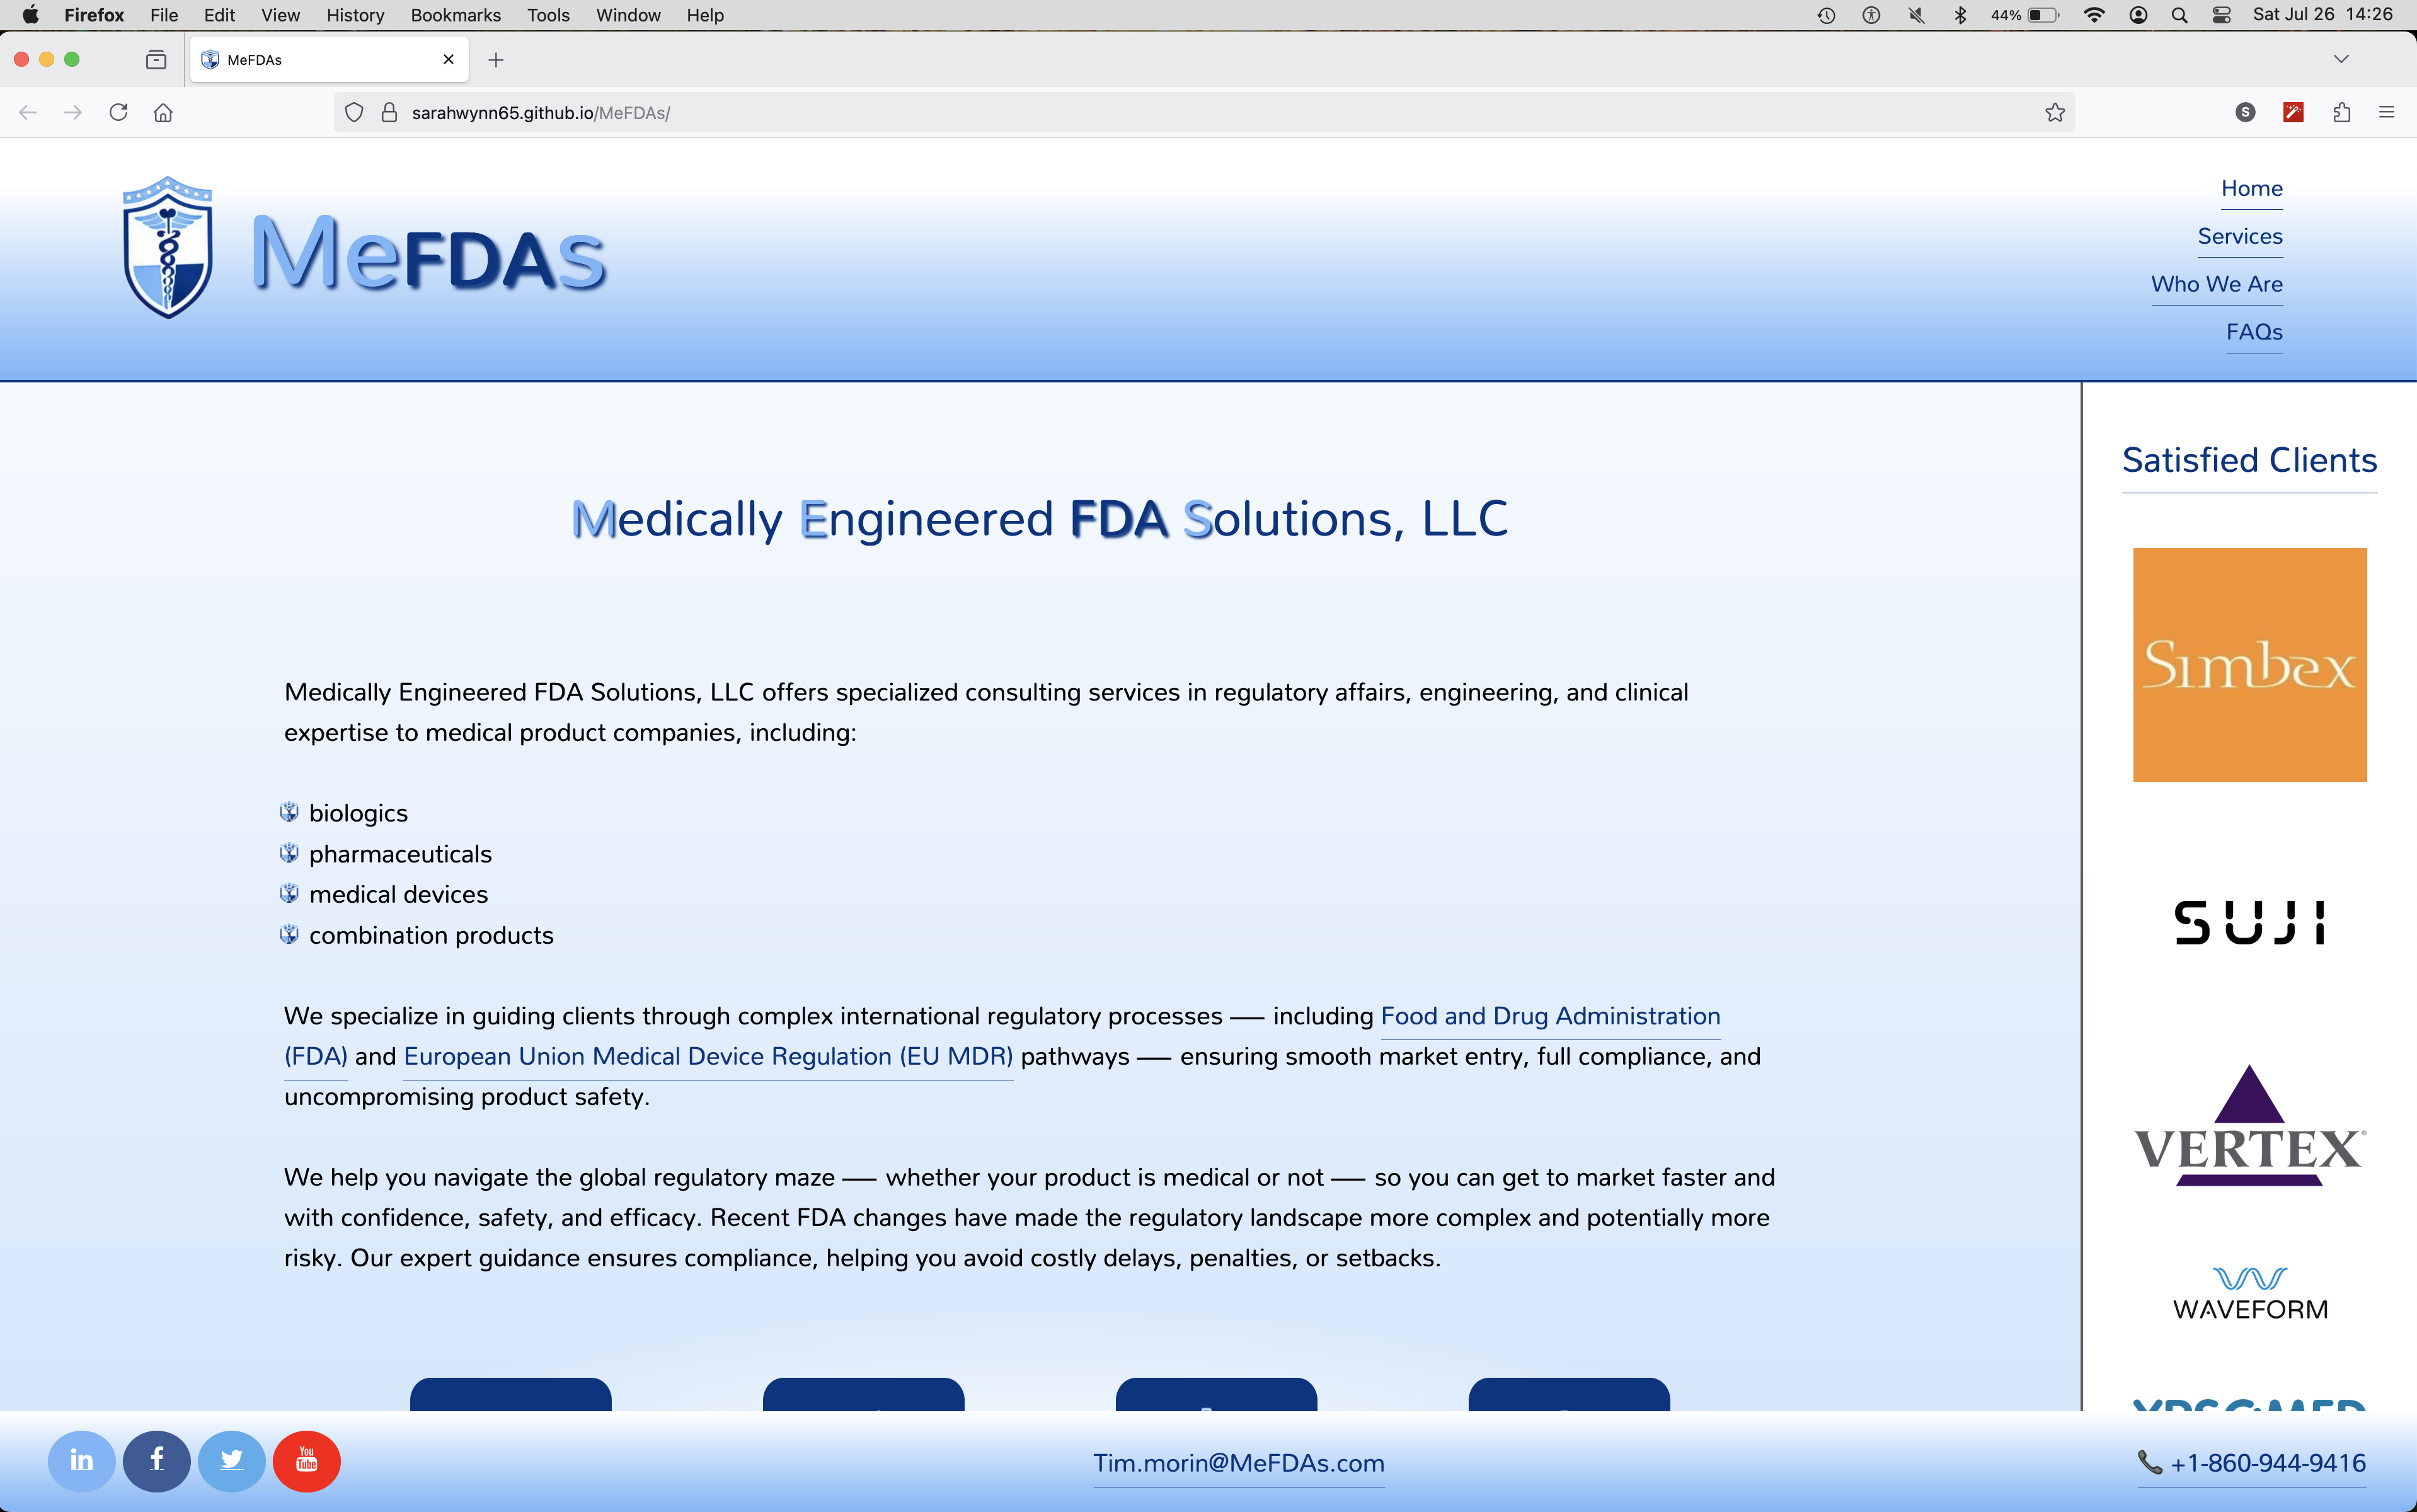 Firefox File Edit View History Bookmarks Tools Window Help 44% Sat Jul 26 14:26
MeFDAs
sarahwynn65.github.io/MeFDAs/
S
MeFDAs
Home
Services
Who We Are
FAQs
Medically Engineered FDA Solutions, LLC
Medically Engineered FDA Solutions, LLC offers specialized consulting services in regulatory affairs, engineering, and clinical
expertise to medical product companies, including:
biologics
pharmaceuticals
medical devices
combination products
We specialize in guiding clients through complex international regulatory processes — including Food and Drug Administration
(FDA) and European Union Medical Device Regulation (EU MDR) pathways — ensuring smooth market entry, full compliance, and
uncompromising product safety.
We help you navigate the global regulatory maze — whether your product is medical or not — so you can get to market faster and
with confidence, safety, and efficacy. Recent FDA changes have made the regulatory landscape more complex and potentially more
risky. Our expert guidance ensures compliance, helping you avoid costly delays, penalties, or setbacks.
Satisfied Clients
Simbex
SUJI
VERTEX®
WAVEFORM
in f You Tube
Tim.morin@MeFDAs.com
+1-860-944-9416